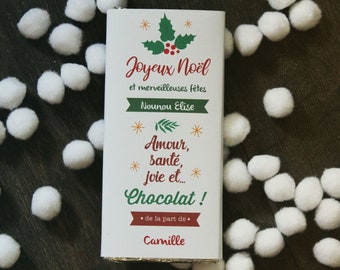 Joyeux Noël
et merveilleuses fêtes
Nounou Elise
Amour,
santé,
joie et...
Chocolat !
de la part de
Camille